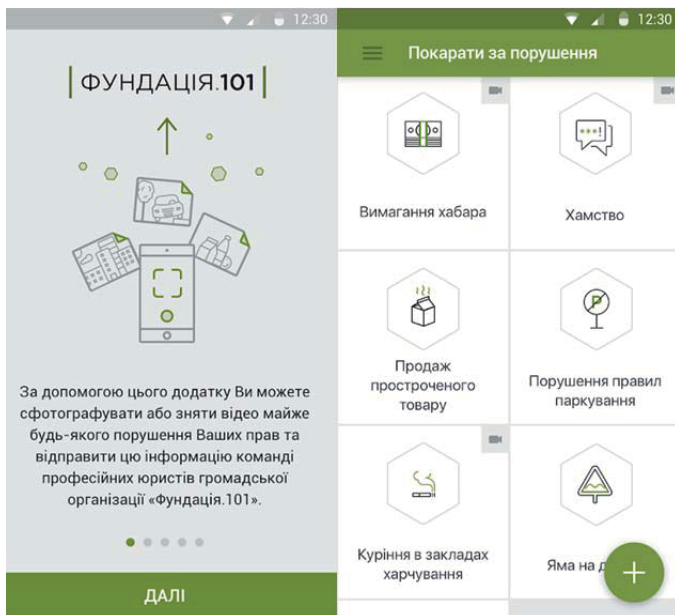 12:30
ФУНДАЦІЯ.101
За допомогою цього додатку Ви можете
сфотографувати або зняти відео майже
будь-якого порушення Ваших прав та
відправити цю інформацію команді
професійних юристів громадської
організації «Фундація.101».
ДАЛІ
12:30
Покарати за порушення
***!
Вимагання хабара
Хамство
P
Продаж
простроченого
товару
Порушення правил
паркування
Куріння в закладах
харчування
Яма на